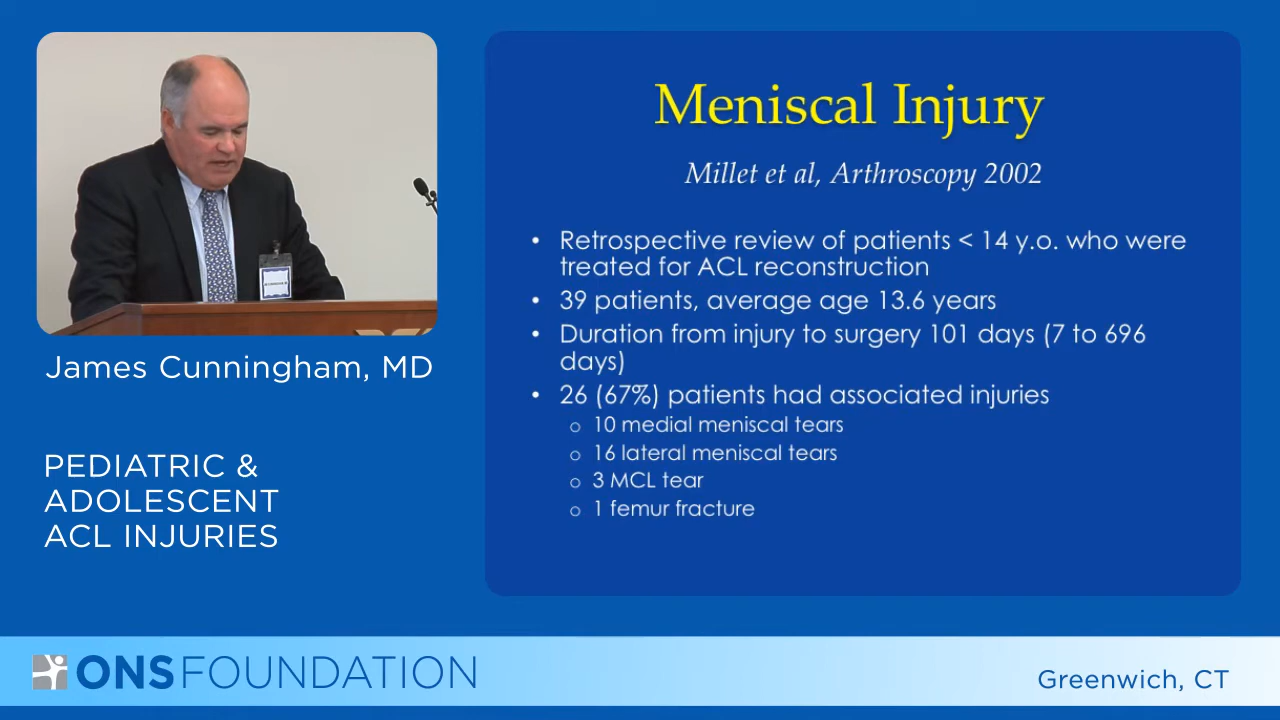 Meniscal Injury
Millet et al, Arthroscopy 2002
• Retrospective review of patients < 14 y.o. who were
treated for ACL reconstruction
• 39 patients, average age 13.6 years
• Duration from injury to surgery 101 days (7 to 696
days)
• 26 (67%) patients had associated injuries
o 10 medial meniscal tears
o 16 lateral meniscal tears
o 3 MCL tear
o 1 femur fracture
James Cunningham, MD
PEDIATRIC &
ADOLESCENT
ACL INJURIES
ONS FOUNDATION
Greenwich, CT